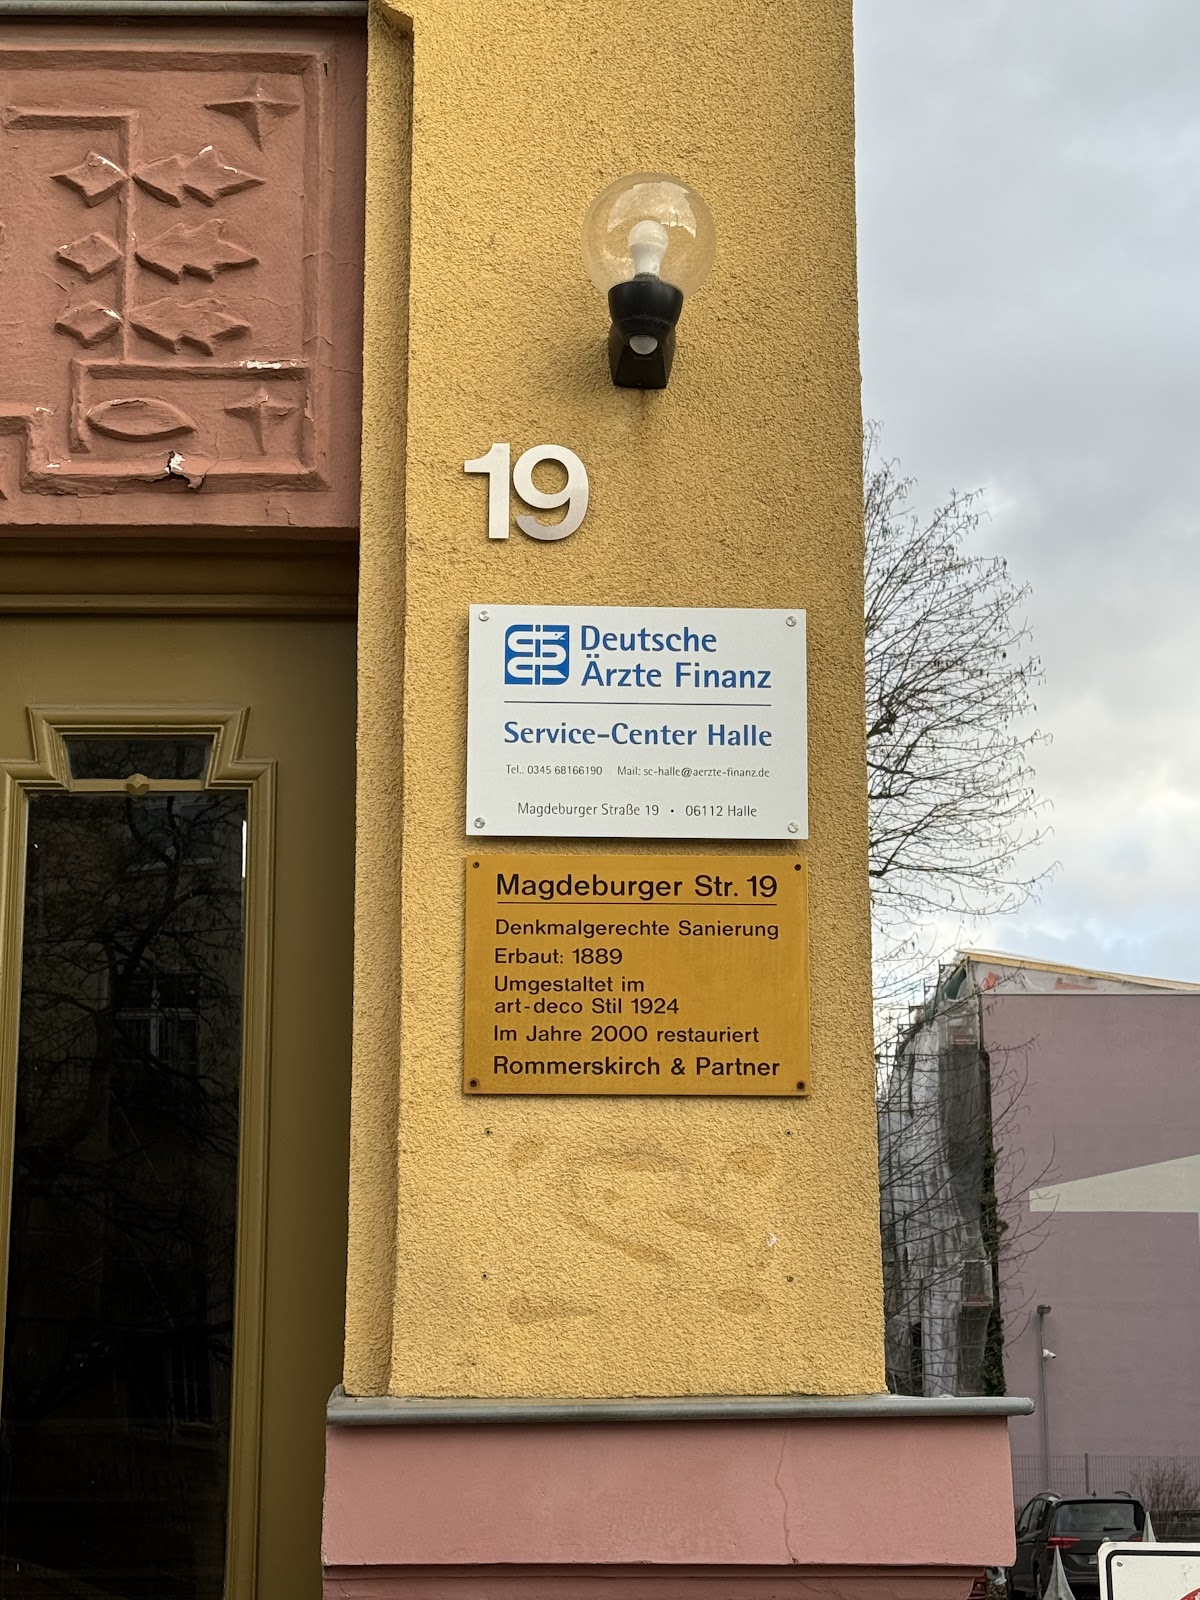 19
Deutsche
Ärzte Finanz
Service-Center Halle
Tel.: 0345 68166190 Mail: sc-halle@aerzte-finanz.de
Magdeburger Straße 19 • 06112 Halle
Magdeburger Str. 19
Denkmalgerechte Sanierung
Erbaut: 1889
Umgestaltet im
art-deco Stil 1924
Im Jahre 2000 restauriert
Rommerskirch & Partner